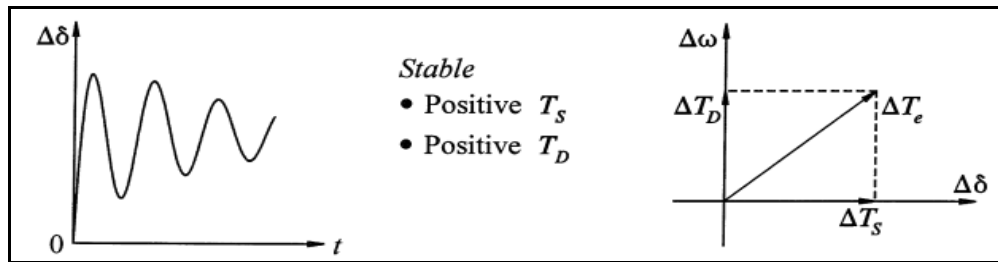 Δδ
0
t
Stable
• Positive T_S
• Positive T_D
Δω
ΔT_D
ΔT_e
Δδ
ΔT_S